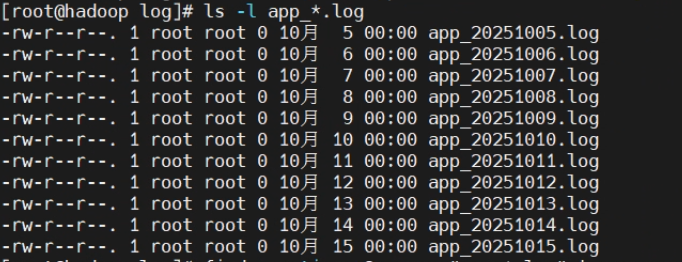 [root@hadoop log]# ls -l app_*.log
-rw-r--r--. 1 root root 0 10月  5 00:00 app_20251005.log
-rw-r--r--. 1 root root 0 10月  6 00:00 app_20251006.log
-rw-r--r--. 1 root root 0 10月  7 00:00 app_20251007.log
-rw-r--r--. 1 root root 0 10月  8 00:00 app_20251008.log
-rw-r--r--. 1 root root 0 10月  9 00:00 app_20251009.log
-rw-r--r--. 1 root root 0 10月 10 00:00 app_20251010.log
-rw-r--r--. 1 root root 0 10月 11 00:00 app_20251011.log
-rw-r--r--. 1 root root 0 10月 12 00:00 app_20251012.log
-rw-r--r--. 1 root root 0 10月 13 00:00 app_20251013.log
-rw-r--r--. 1 root root 0 10月 14 00:00 app_20251014.log
-rw-r--r--. 1 root root 0 10月 15 00:00 app_20251015.log